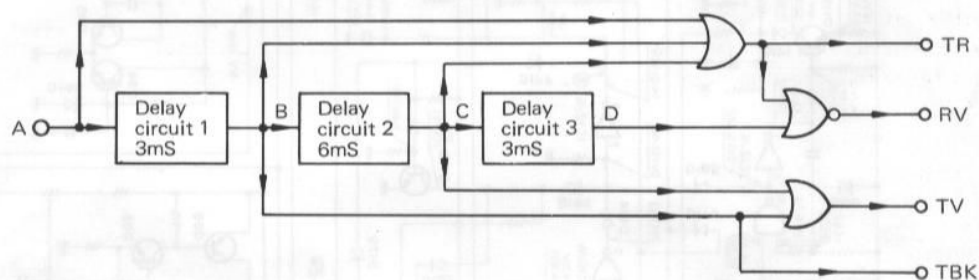 A
Delay
circuit 1
3mS
B
Delay
circuit 2
6mS
C
Delay
circuit 3
3mS
D
TR
RV
TV
TBK